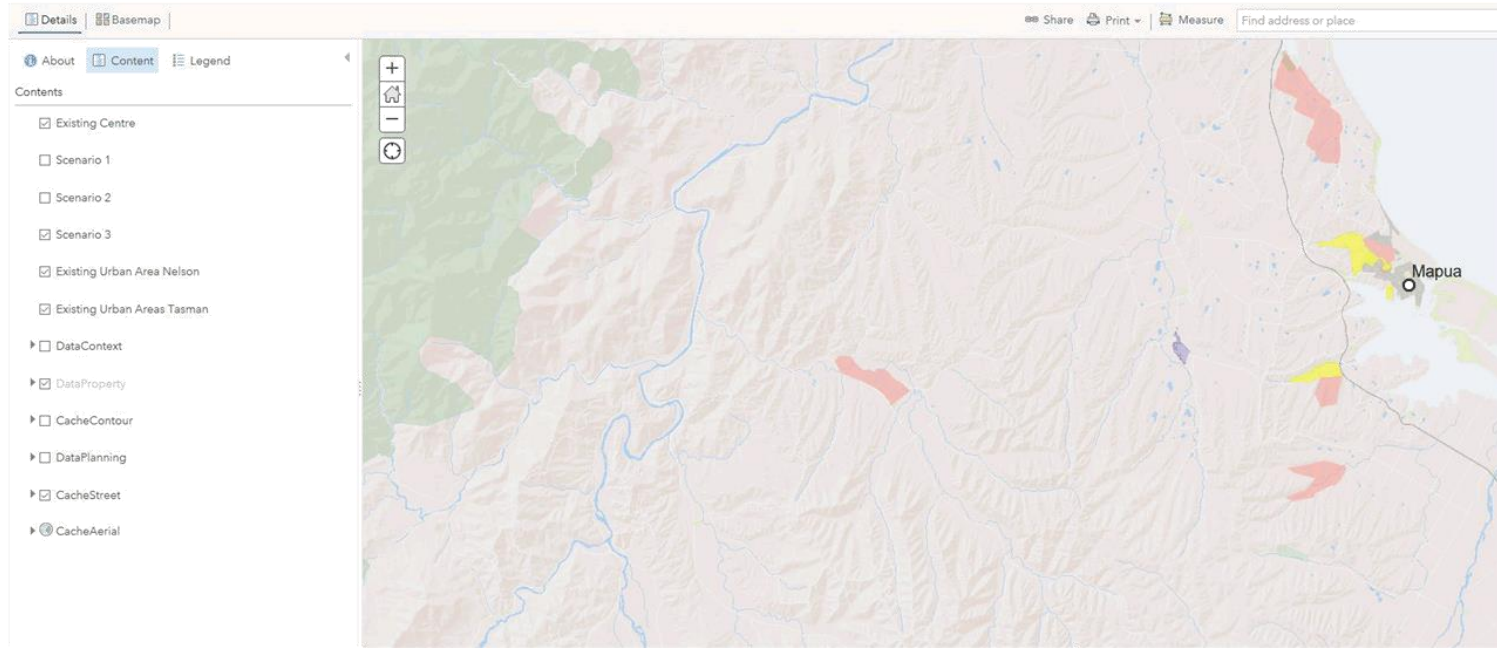 Details Basemap Share Print Measure Find address or place
About Content Legend
Contents
Existing Centre
Scenario 1
Scenario 2
Scenario 3
Existing Urban Area Nelson
Existing Urban Areas Tasman
DataContext
DataProperty
CacheContour
DataPlanning
CacheStreet
CacheAerial
Mapua